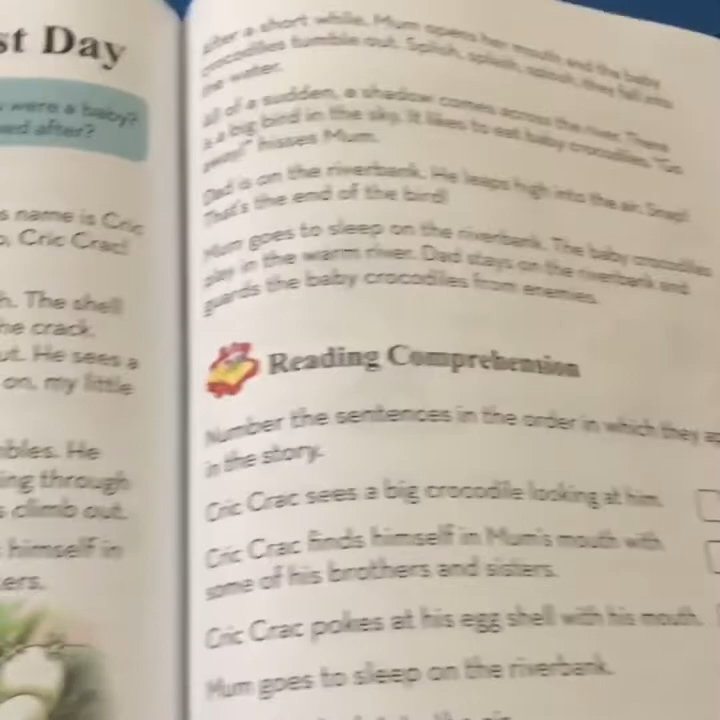 st Day
were a baby?
ed after?
s name is Cric
o, Cric Crac!
h. The shell
he crack.
ut. He sees a
on, my little
bles. He
ing through
s climb out.
himself in
ers.
After a short while, Mum opens her mouth and the baby
crocodiles tumble out. Splish, splash, splosh, they fall into
the water.
All of a sudden, a shadow comes across the river. There
is a big bird in the sky. It likes to eat baby crocodiles. "Go
away!" hisses Mum.
Dad is on the riverbank. He leaps high into the air. Snap!
That's the end of the bird!
Mum goes to sleep on the riverbank. The baby crocodiles
play in the warm river. Dad stays on the riverbank and
guards the baby crocodiles from enemies.
Reading Comprehension
Number the sentences in the order in which they ap
in the story.
Cric Crac sees a big crocodile looking at him.
Cric Crac finds himself in Mum's mouth with
some of his brothers and sisters.
Cric Crac pokes at his egg shell with his mouth.
Mum goes to sleep on the riverbank.